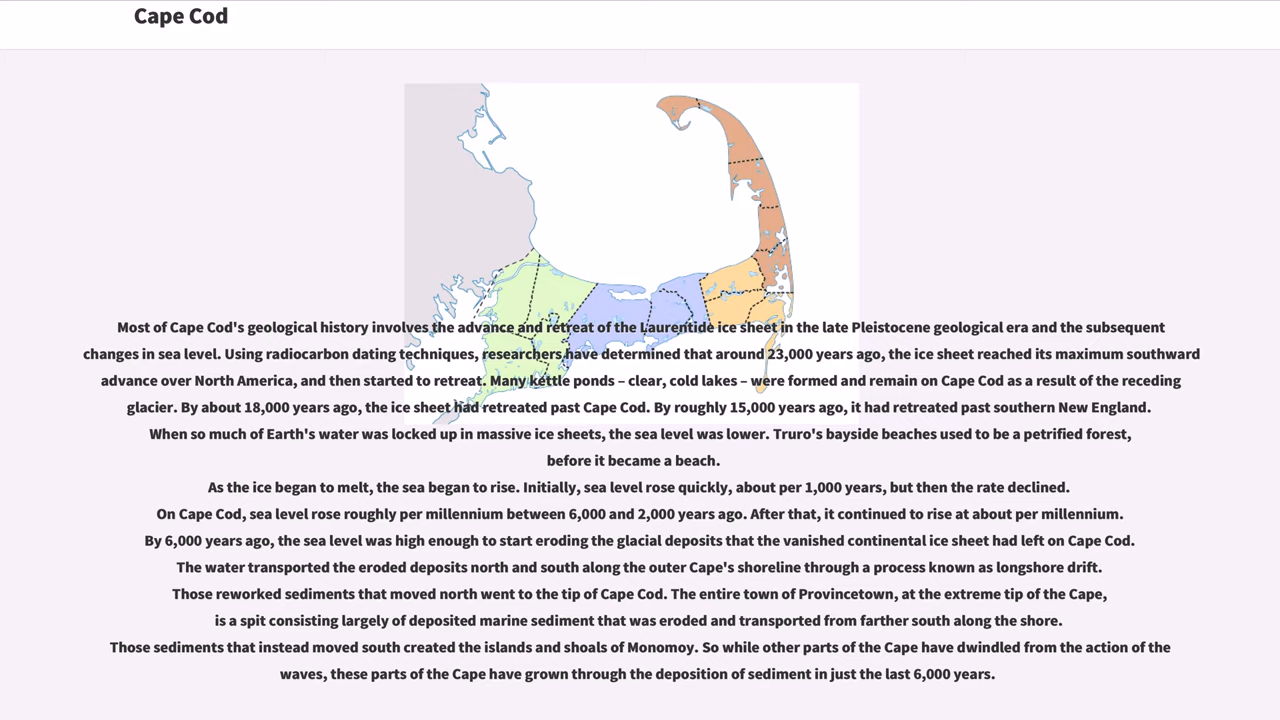 Cape Cod
Most of Cape Cod's geological history involves the advance and retreat of the Laurentide ice sheet in the late Pleistocene geological era and the subsequent
changes in sea level. Using radiocarbon dating techniques, researchers have determined that around 23,000 years ago, the ice sheet reached its maximum southward
advance over North America, and then started to retreat. Many kettle ponds – clear, cold lakes – were formed and remain on Cape Cod as a result of the receding
glacier. By about 18,000 years ago, the ice sheet had retreated past Cape Cod. By roughly 15,000 years ago, it had retreated past southern New England.
When so much of Earth's water was locked up in massive ice sheets, the sea level was lower. Truro's bayside beaches used to be a petrified forest,
before it became a beach.
As the ice began to melt, the sea began to rise. Initially, sea level rose quickly, about per 1,000 years, but then the rate declined.
On Cape Cod, sea level rose roughly per millennium between 6,000 and 2,000 years ago. After that, it continued to rise at about per millennium.
By 6,000 years ago, the sea level was high enough to start eroding the glacial deposits that the vanished continental ice sheet had left on Cape Cod.
The water transported the eroded deposits north and south along the outer Cape's shoreline through a process known as longshore drift.
Those reworked sediments that moved north went to the tip of Cape Cod. The entire town of Provincetown, at the extreme tip of the Cape,
is a spit consisting largely of deposited marine sediment that was eroded and transported from farther south along the shore.
Those sediments that instead moved south created the islands and shoals of Monomoy. So while other parts of the Cape have dwindled from the action of the
waves, these parts of the Cape have grown through the deposition of sediment in just the last 6,000 years.